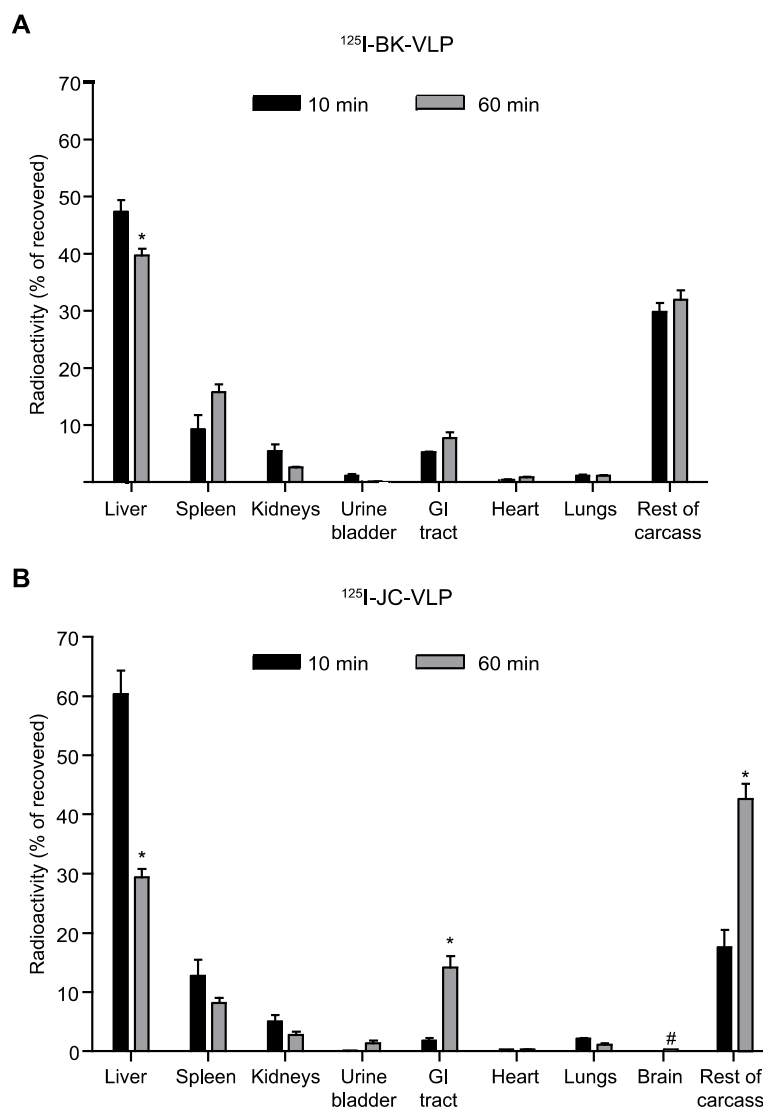 A
¹²⁵I-BK-VLP
Radioactivity (% of recovered)
70
60
50
40
30
20
10
10 min
60 min
*
Liver
Spleen
Kidneys
Urine
bladder
GI
tract
Heart
Lungs
Rest of
carcass
B
¹²⁵I-JC-VLP
Radioactivity (% of recovered)
70
60
50
40
30
20
10
0
10 min
60 min
*
*
#
*
Liver
Spleen
Kidneys
Urine
bladder
GI
tract
Heart
Lungs
Brain
Rest of
carcass